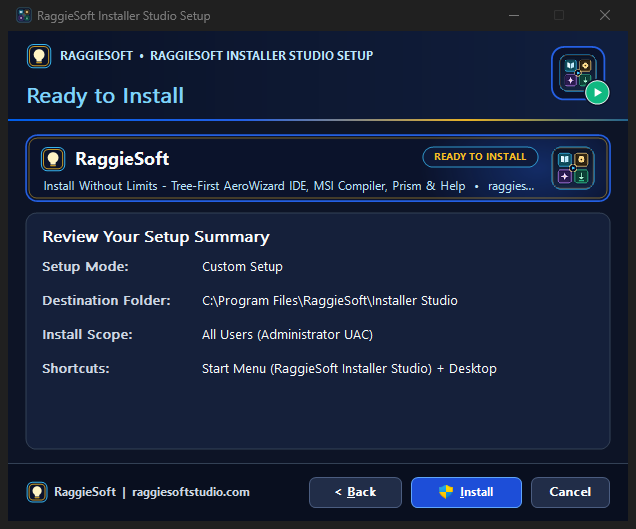 RaggieSoft Installer Studio Setup
RAGGIESOFT • RAGGIESOFT INSTALLER STUDIO SETUP
Ready to Install
RaggieSoft
READY TO INSTALL
Install Without Limits - Tree-First AeroWizard IDE, MSI Compiler, Prism & Help • raggies...
Review Your Setup Summary
Setup Mode: Custom Setup
Destination Folder: C:\Program Files\RaggieSoft\Installer Studio
Install Scope: All Users (Administrator UAC)
Shortcuts: Start Menu (RaggieSoft Installer Studio) + Desktop
RaggieSoft | raggiesoftstudio.com
< Back
Install
Cancel